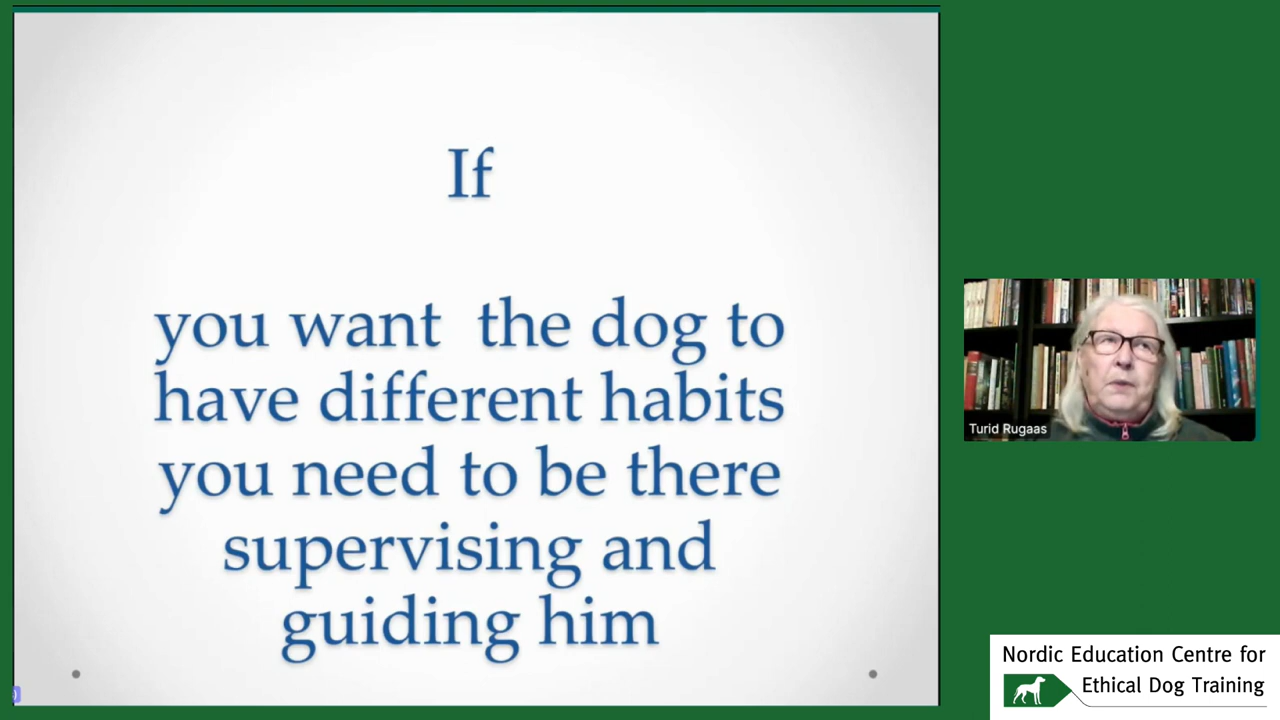 If
you want the dog to
have different habits
you need to be there
supervising and
guiding him
Turid Rugaas
Nordic Education Centre for
Ethical Dog Training